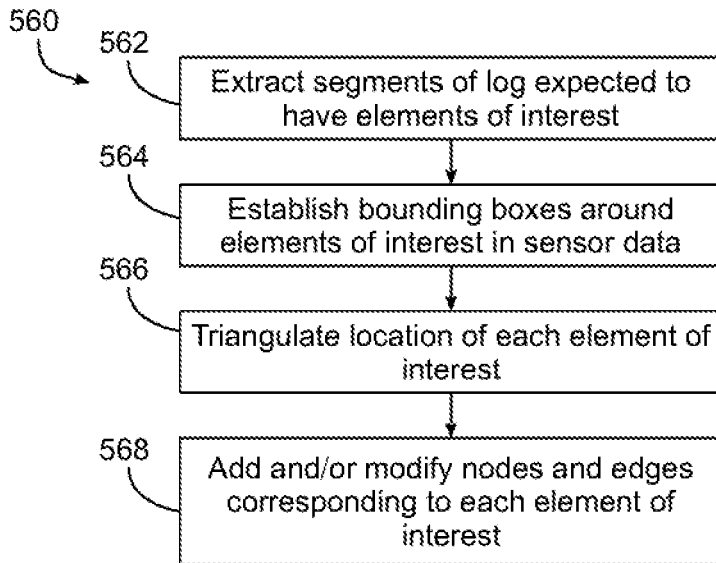 560
562
Extract segments of log expected to
have elements of interest
564
Establish bounding boxes around
elements of interest in sensor data
566
Triangulate location of each element of
interest
568
Add and/or modify nodes and edges
corresponding to each element of
interest